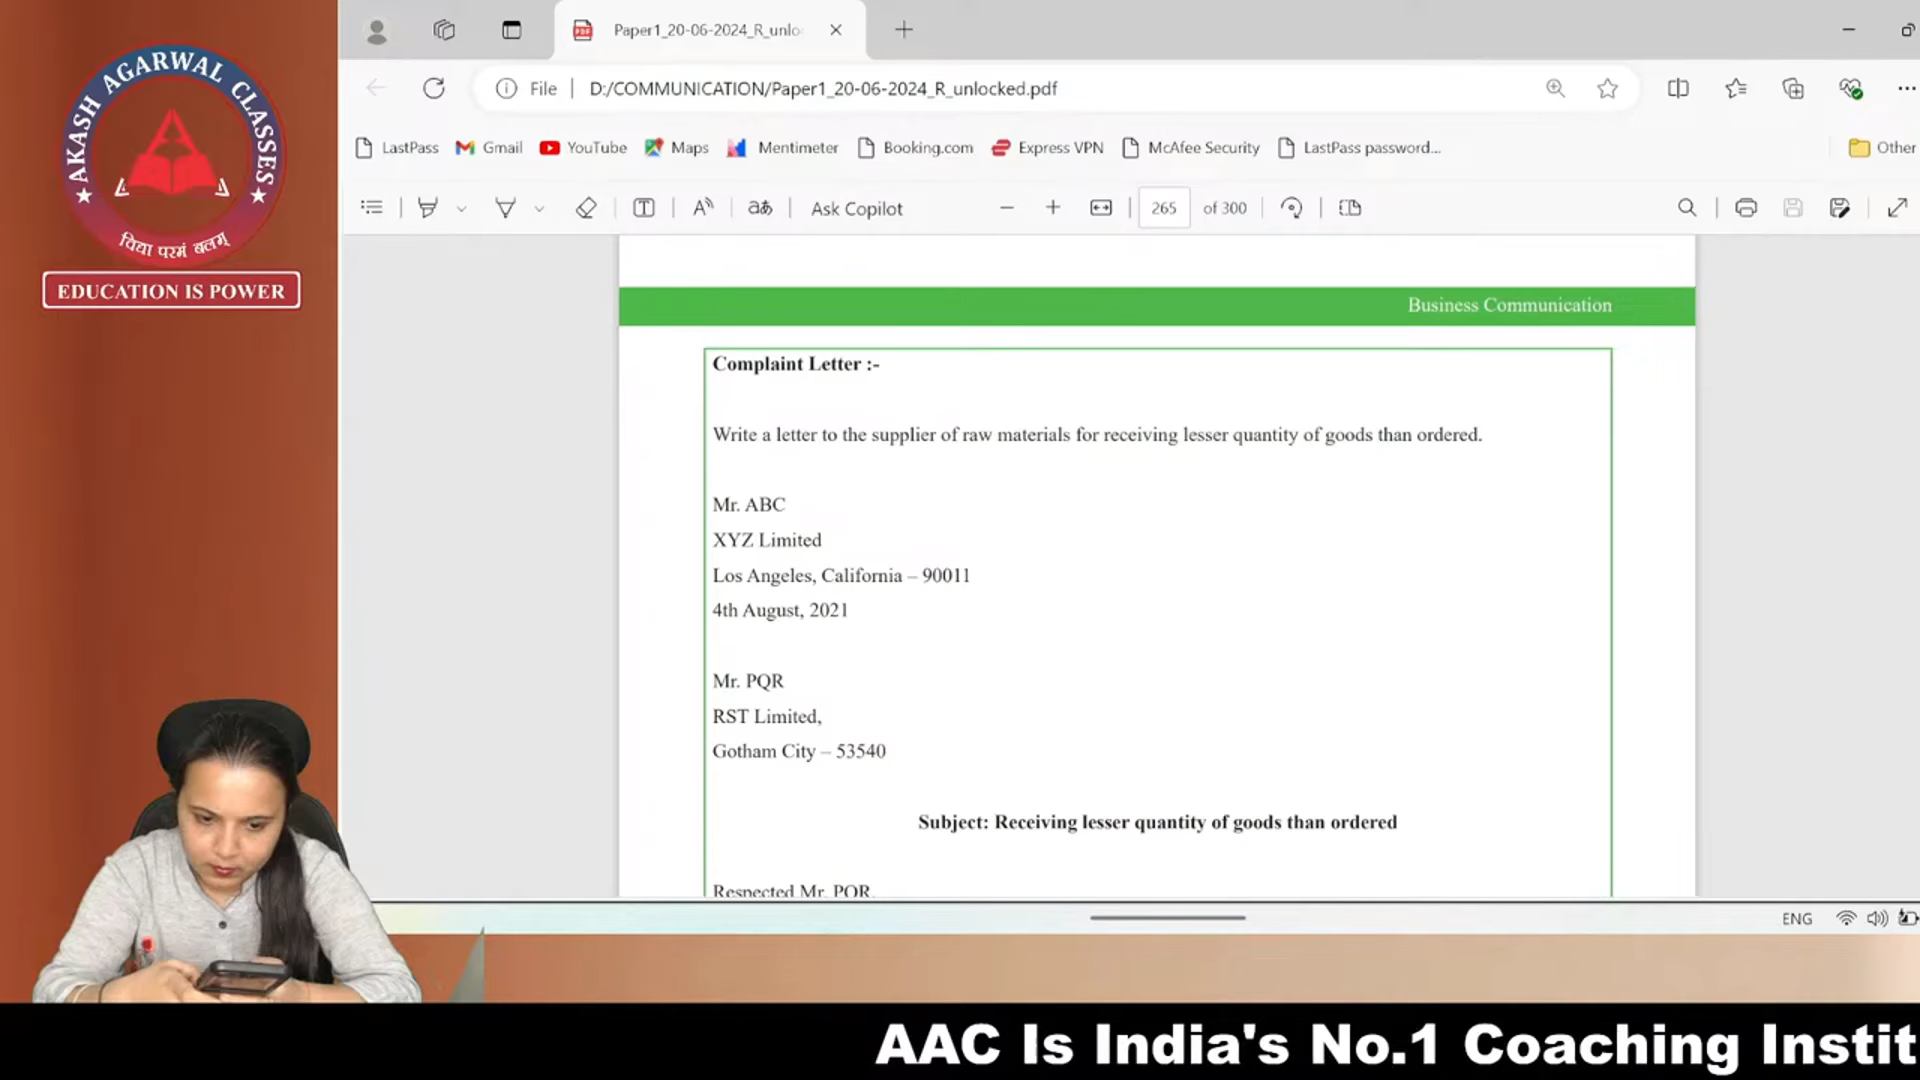 AKASH AGARWAL CLASSES
विद्या परमं बलम्
EDUCATION IS POWER
Paper1_20-06-2024_R_unlo
File
D:/COMMUNICATION/Paper1_20-06-2024_R_unlocked.pdf
LastPass
Gmail
YouTube
Maps
Mentimeter
Booking.com
Express VPN
McAfee Security
LastPass password...
Other
Ask Copilot
265 of 300
Business Communication
Complaint Letter :-
Write a letter to the supplier of raw materials for receiving lesser quantity of goods than ordered.
Mr. ABC
XYZ Limited
Los Angeles, California – 90011
4th August, 2021
Mr. PQR
RST Limited,
Gotham City – 53540
Subject: Receiving lesser quantity of goods than ordered
Respected Mr. PQR,
ENG
AAC Is India's No.1 Coaching Instit